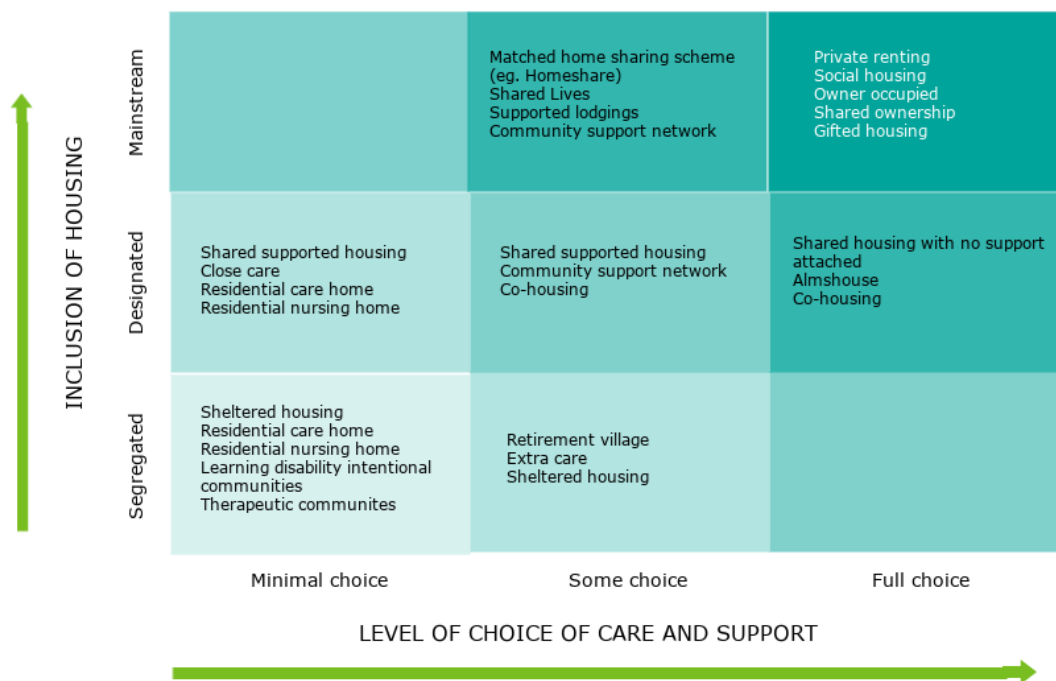 INCLUSION OF HOUSING
Mainstream
Matched home sharing scheme
(eg. Homeshare)
Shared Lives
Supported lodgings
Community support network
Private renting
Social housing
Owner occupied
Shared ownership
Gifted housing
Designated
Shared supported housing
Close care
Residential care home
Residential nursing home
Shared supported housing
Community support network
Co-housing
Shared housing with no support
attached
Almshouse
Co-housing
Segregated
Sheltered housing
Residential care home
Residential nursing home
Learning disability intentional
communities
Therapeutic communites
Retirement village
Extra care
Sheltered housing
Minimal choice
Some choice
Full choice
LEVEL OF CHOICE OF CARE AND SUPPORT